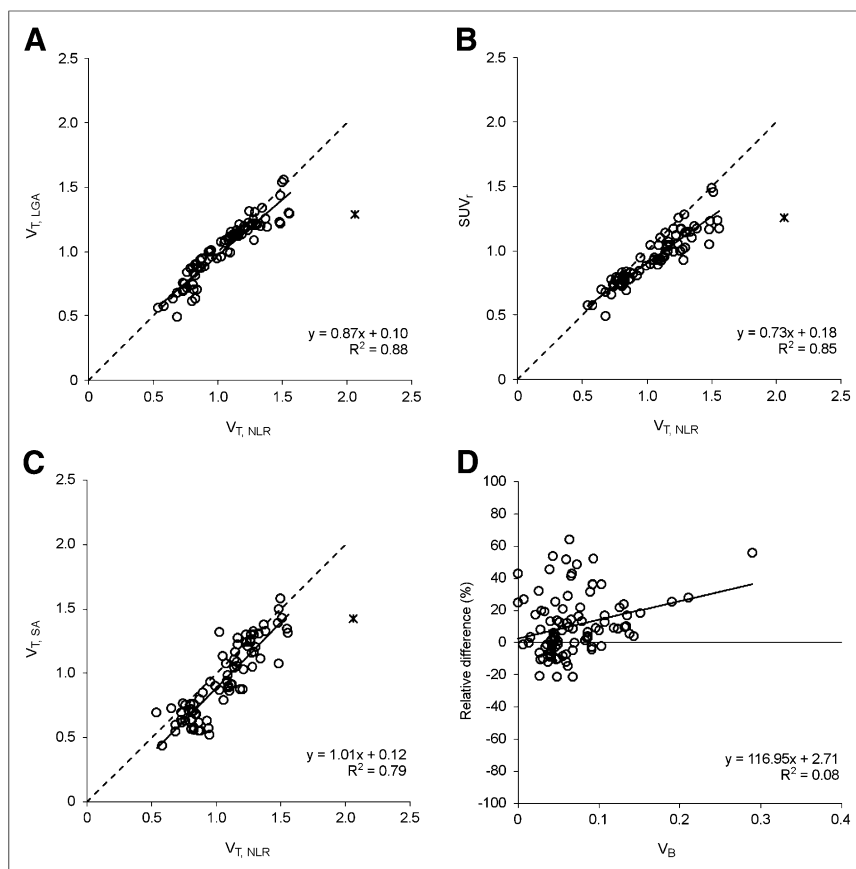 A
2.5
2.0
1.5
1.0
0.5
0
V_T, LGA
0.5 1.0 1.5 2.0 2.5
V_T, NLR
y = 0.87x + 0.10
R² = 0.88
B
2.5
2.0
1.5
1.0
0.5
0
SUV_r
0 0.5 1.0 1.5 2.0 2.5
V_T, NLR
y = 0.73x + 0.18
R² = 0.85
C
2.5
2.0
1.5
1.0
0.5
0
V_T, SA
0 0.5 1.0 1.5 2.0 2.5
V_T, NLR
y = 1.01x + 0.12
R² = 0.79
D
100
80
60
40
20
0
-20
-40
-60
-80
-100
Relative difference (%)
0 0.1 0.2 0.3 0.4
V_B
y = 116.95x + 2.71
R² = 0.08